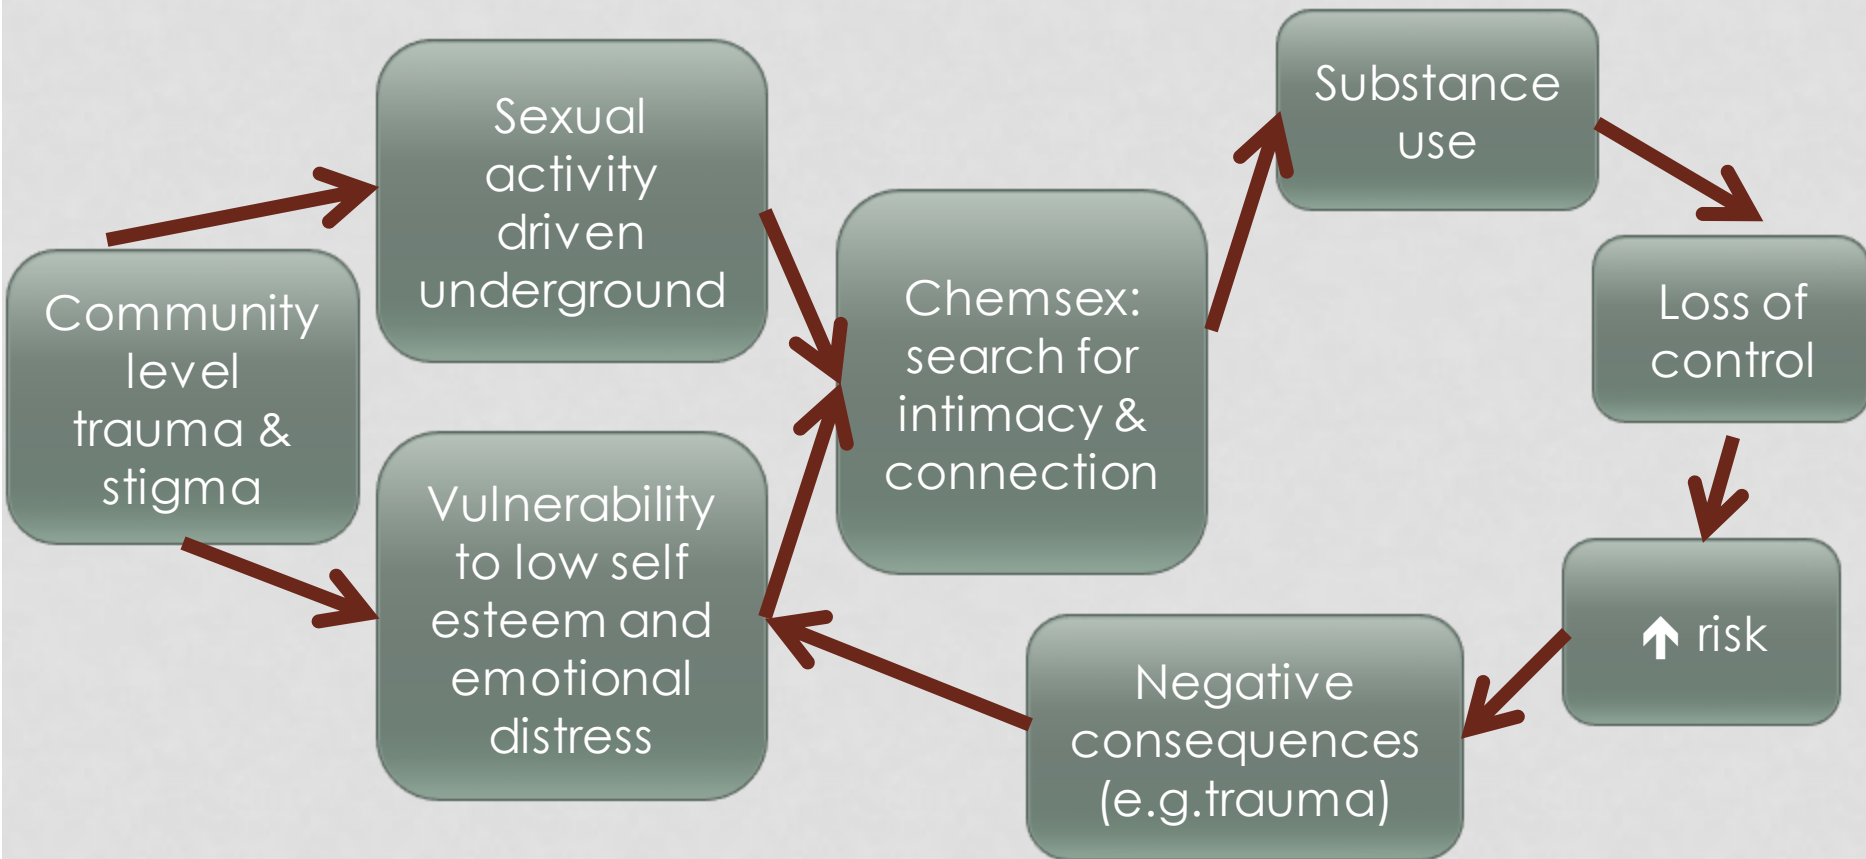 Community
level
trauma &
stigma
Sexual
activity
driven
underground
Vulnerability
to low self
esteem and
emotional
distress
Chemsex:
search for
intimacy &
connection
Substance
use
Loss of
control
🡹 risk
Negative
consequences
(e.g.trauma)